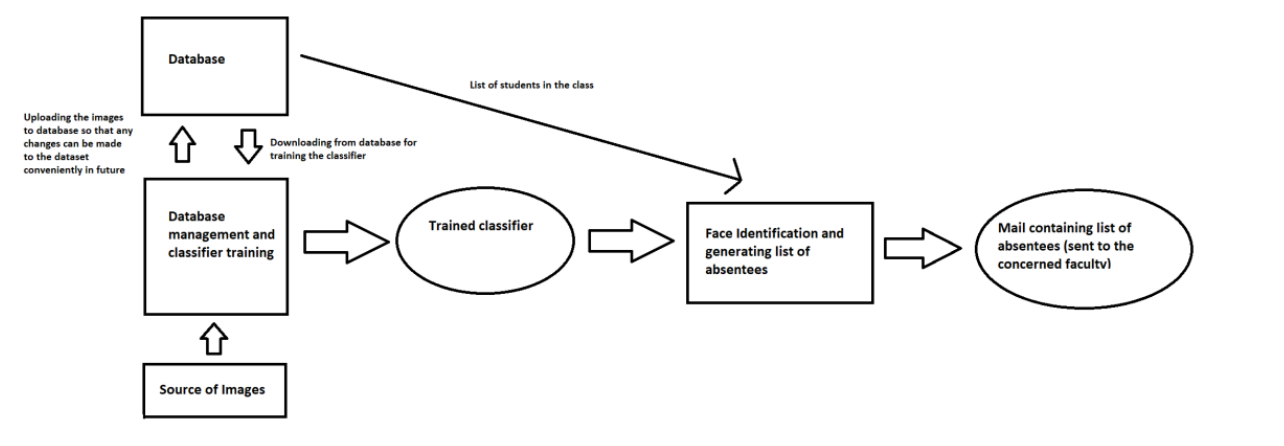 Database
List of students in the class
Uploading the images
to database so that any
changes can be made
to the dataset
conveniently in future
Downloading from database for
training the classifier
Database
management and
classifier training
Trained classifier
Face Identification and
generating list of
absentees
Mail containing list of
absentees (sent to the
concerned faculty)
Source of Images